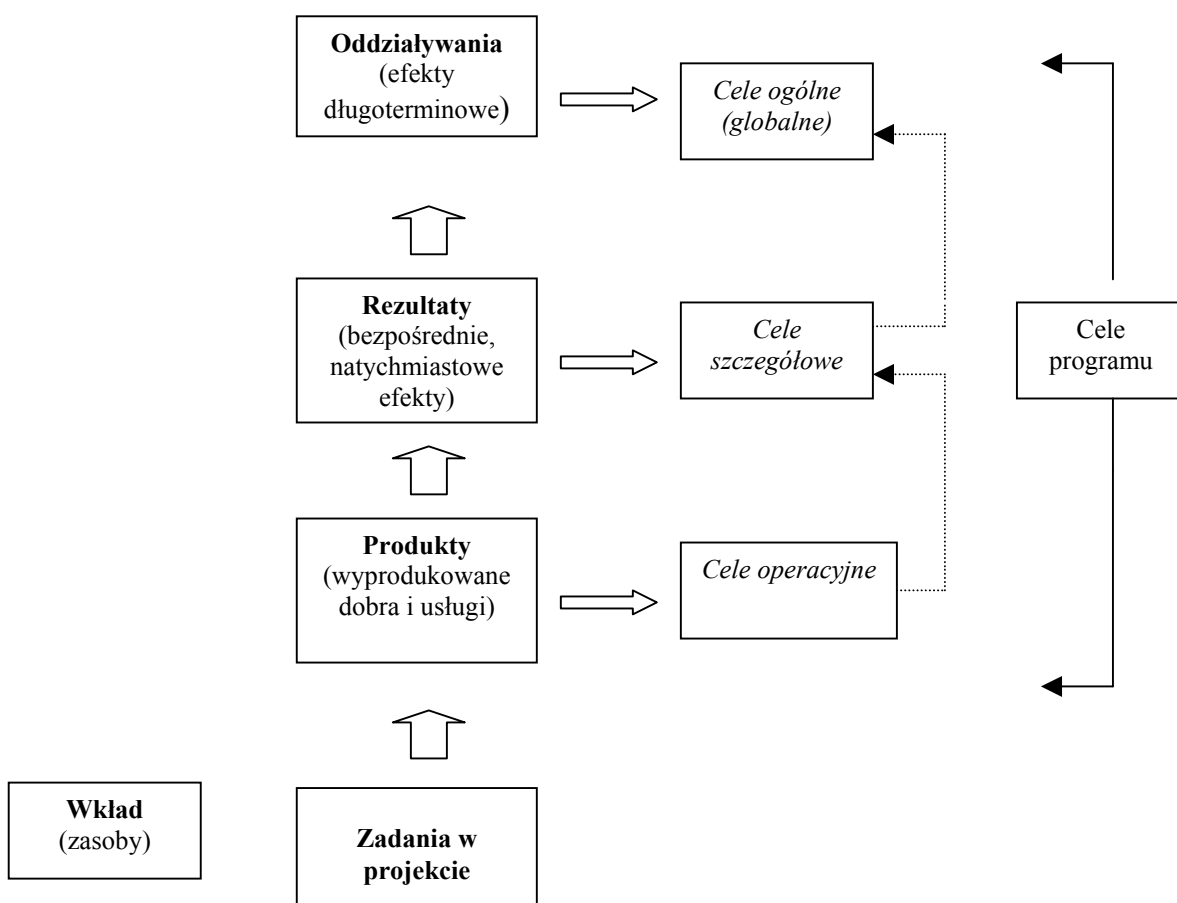 Oddziaływania
(efekty
długoterminowe)
Cele ogólne
(globalne)
Rezultaty
(bezpośrednie,
natychmiastowe
efekty)
Cele
szczegółowe
Cele
programu
Produkty
(wyprodukowane
dobra i usługi)
Cele operacyjne
Wkład
(zasoby)
Zadania w
projekcie